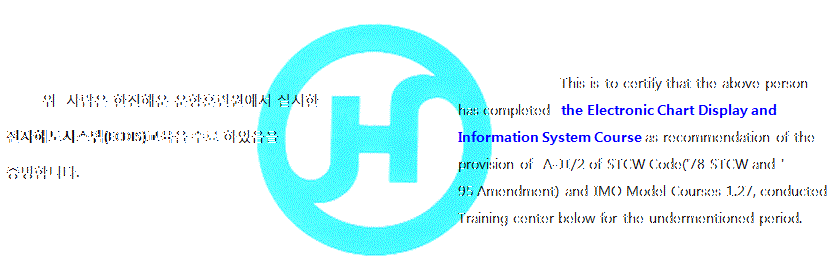 위 사람은 한진해운 운항훈련원에서 실시한
전자해도시스템(ECDIS)교육을 수료 하였음을
증명합니다.
This is to certify that the above person
has completed the Electronic Chart Display and
Information System Course as recommendation of the
provision of A-II/2 of STCW Code('78 STCW and '
95 Amendment) and IMO Model Courses 1.27, conducted
Training center below for the undermentioned period.